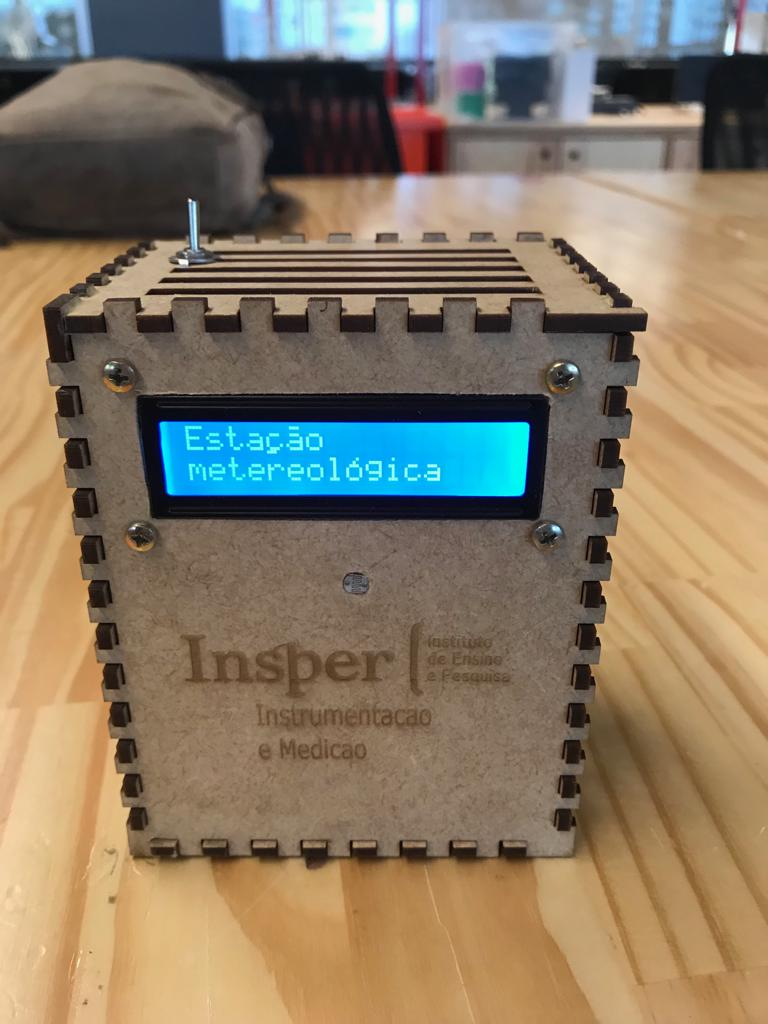 Estação
metereológica
Insper
Instituto
de Ensino
e Pesquisa
Instrumentacao
e Medicao